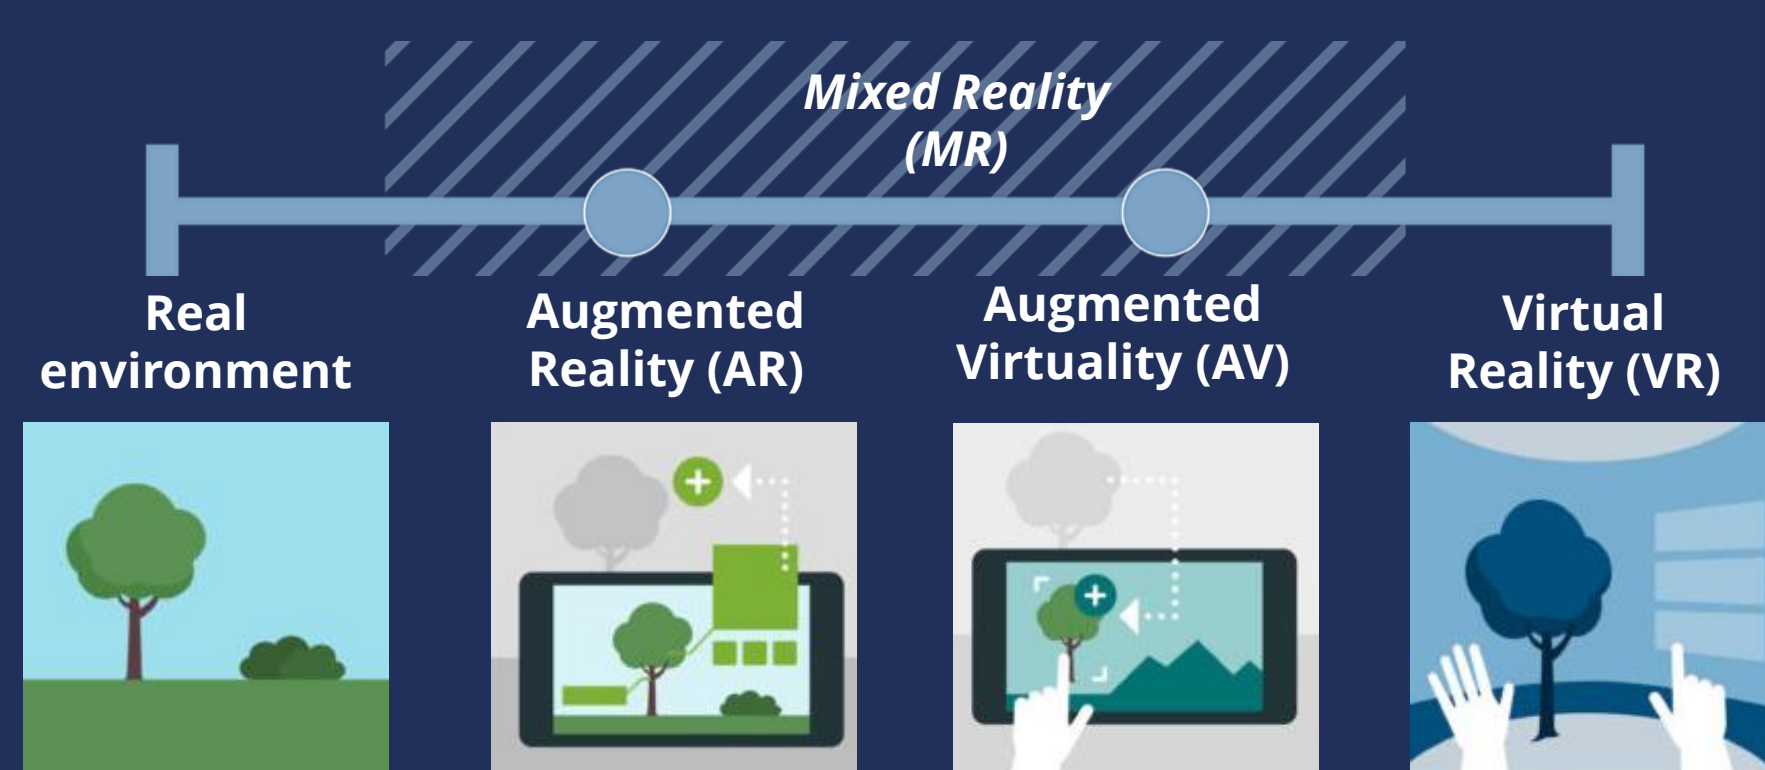 Mixed Reality
(MR)
Real
environment
Augmented
Reality (AR)
Augmented
Virtuality (AV)
Virtual
Reality (VR)